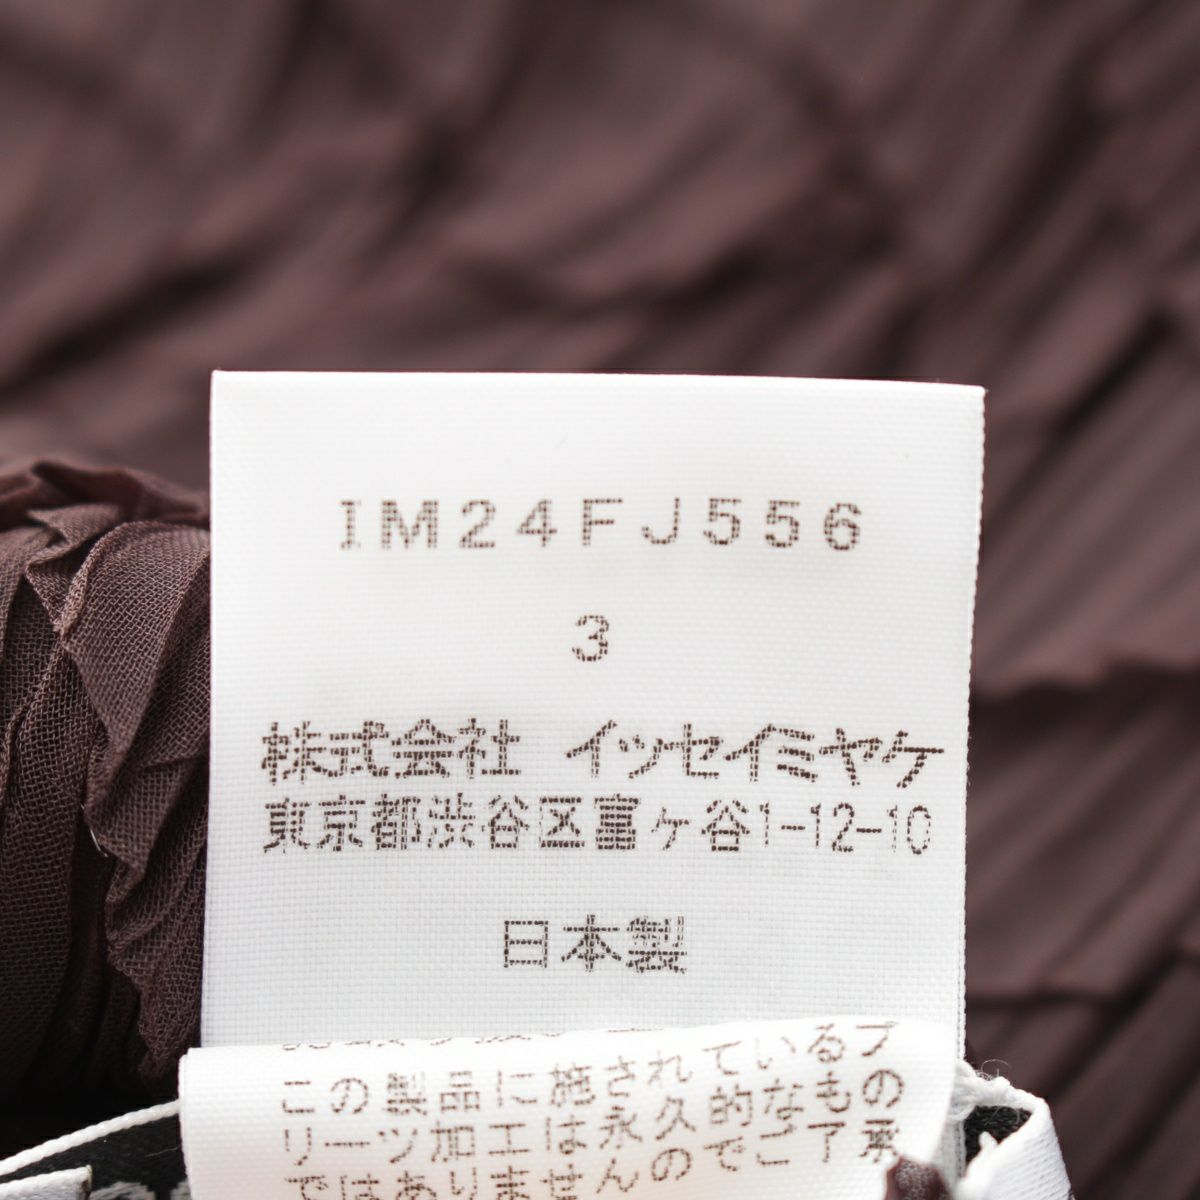 IM24FJ556
3
株式会社 イッセイミヤケ
東京都渋谷区富ヶ谷1-12-10
日本製
この製品に施されているプ
リーツ加工は永久的なもの
ではありませんのでご了承